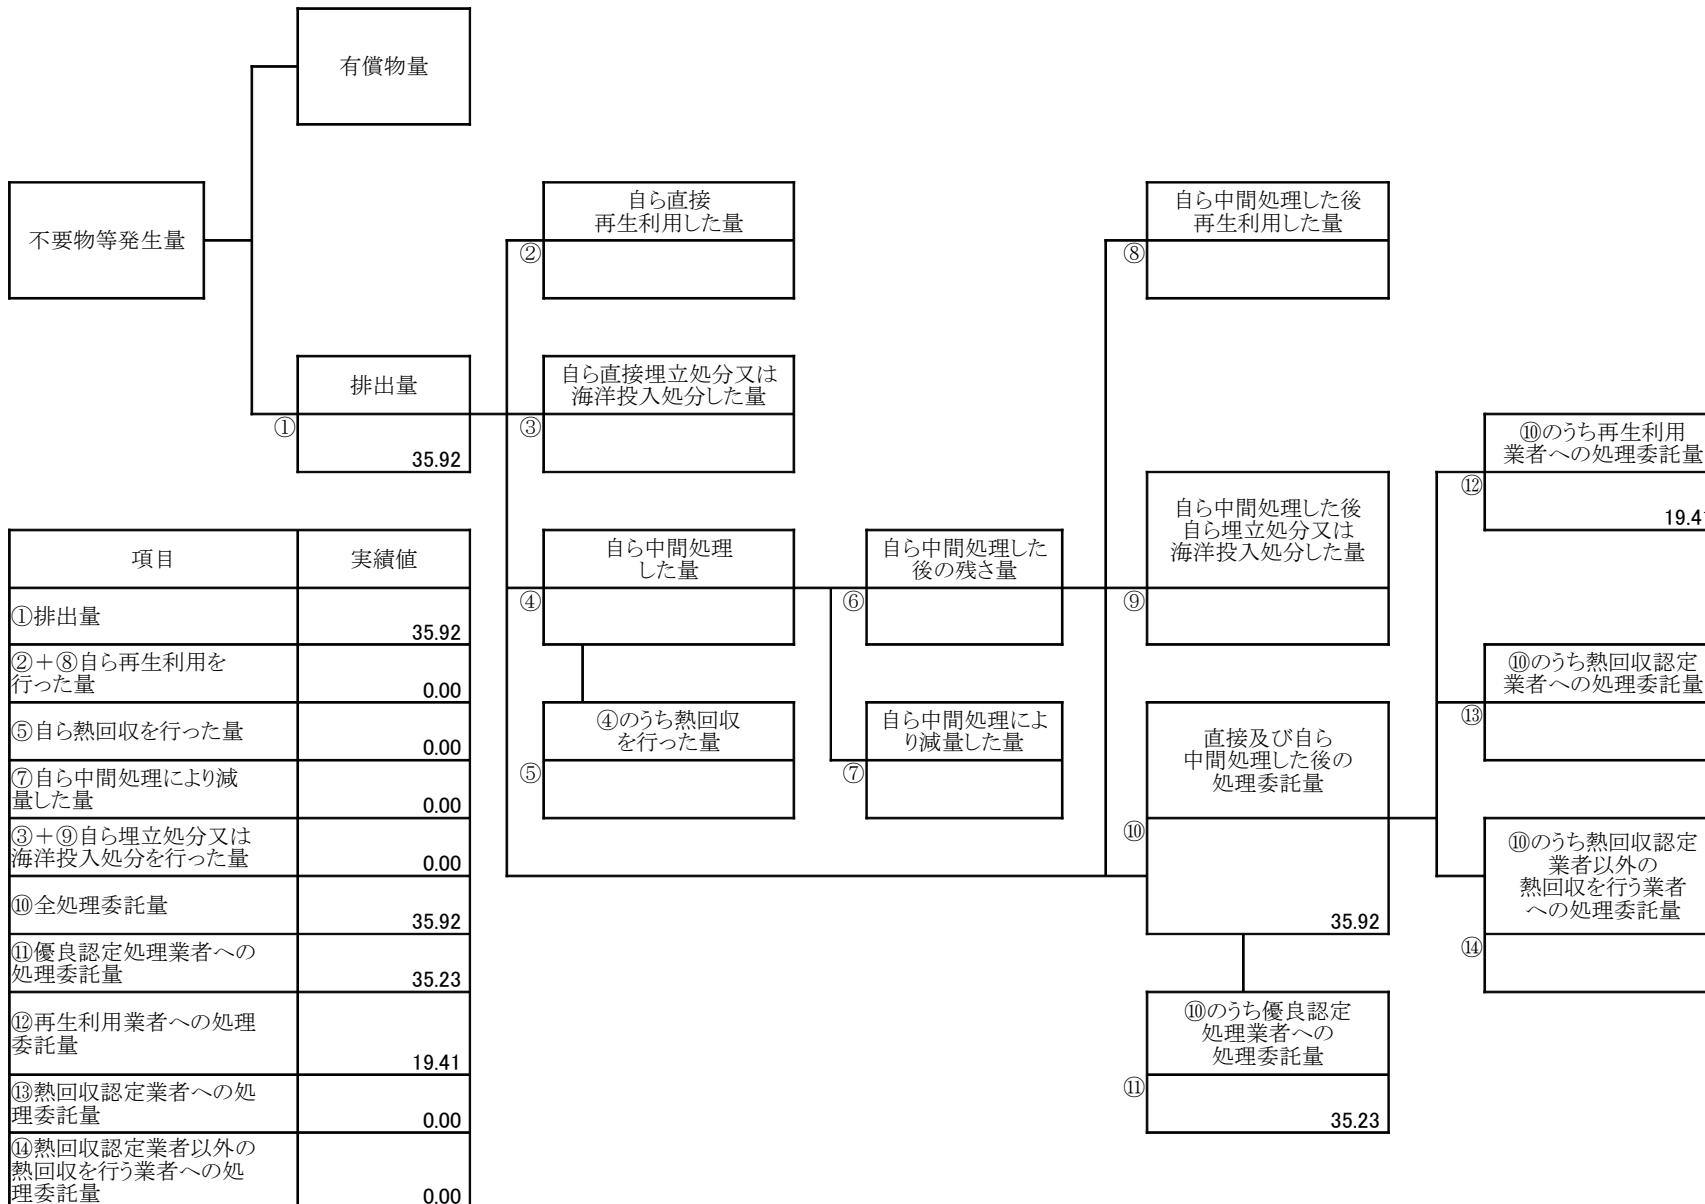 有償物量
不要物等発生量
自ら直接
再生利用した量
②
自ら中間処理した後
再生利用した量
⑧
排出量
①
35.92
自ら直接埋立処分又は
海洋投入処分した量
③
⑩のうち再生利用
業者への処理委託量
⑫
自ら中間処理
した量
④
自ら中間処理した
後の残さ量
⑥
自ら中間処理した後
自ら埋立処分又は
海洋投入処分した量
⑨
④のうち熱回収
を行った量
⑤
自ら中間処理によ
り減量した量
⑦
直接及び自ら
中間処理した後の
処理委託量
⑩
35.92
⑩のうち熱回収認定
業者への処理委託量
⑬
⑩のうち熱回収認定
業者以外の
熱回収を行う業者
への処理委託量
⑭
⑩のうち優良認定
処理業者への
処理委託量
⑪
35.23
項目 実績値
①排出量 35.92
②+⑧自ら再生利用を
行った量 0.00
⑤自ら熱回収を行った量 0.00
⑦自ら中間処理により減
量した量 0.00
③+⑨自ら埋立処分又は
海洋投入処分を行った量 0.00
⑩全処理委託量 35.92
⑪優良認定処理業者への
処理委託量 35.23
⑫再生利用業者への処理
委託量 19.41
⑬熱回収認定業者への処
理委託量 0.00
⑭熱回収認定業者以外の
熱回収を行う業者への処
理委託量 0.00